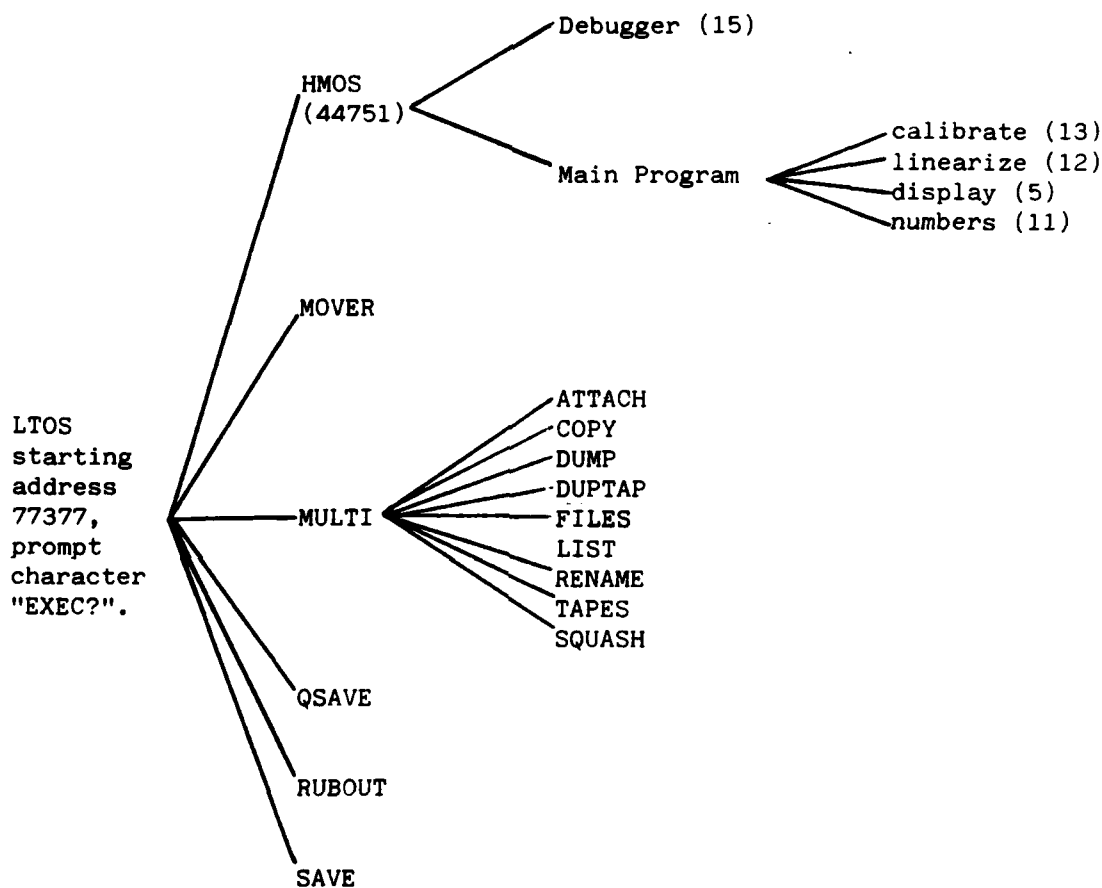 Debugger (15)
HMOS
(44751)
Main Program
calibrate (13)
linearize (12)
display (5)
numbers (11)
MOVER
LTOS
starting
address
77377,
prompt
character
"EXEC?".
MULTI
ATTACH
COPY
DUMP
DUPTAP
FILES
LIST
RENAME
TAPES
SQUASH
QSAVE
RUBOUT
SAVE